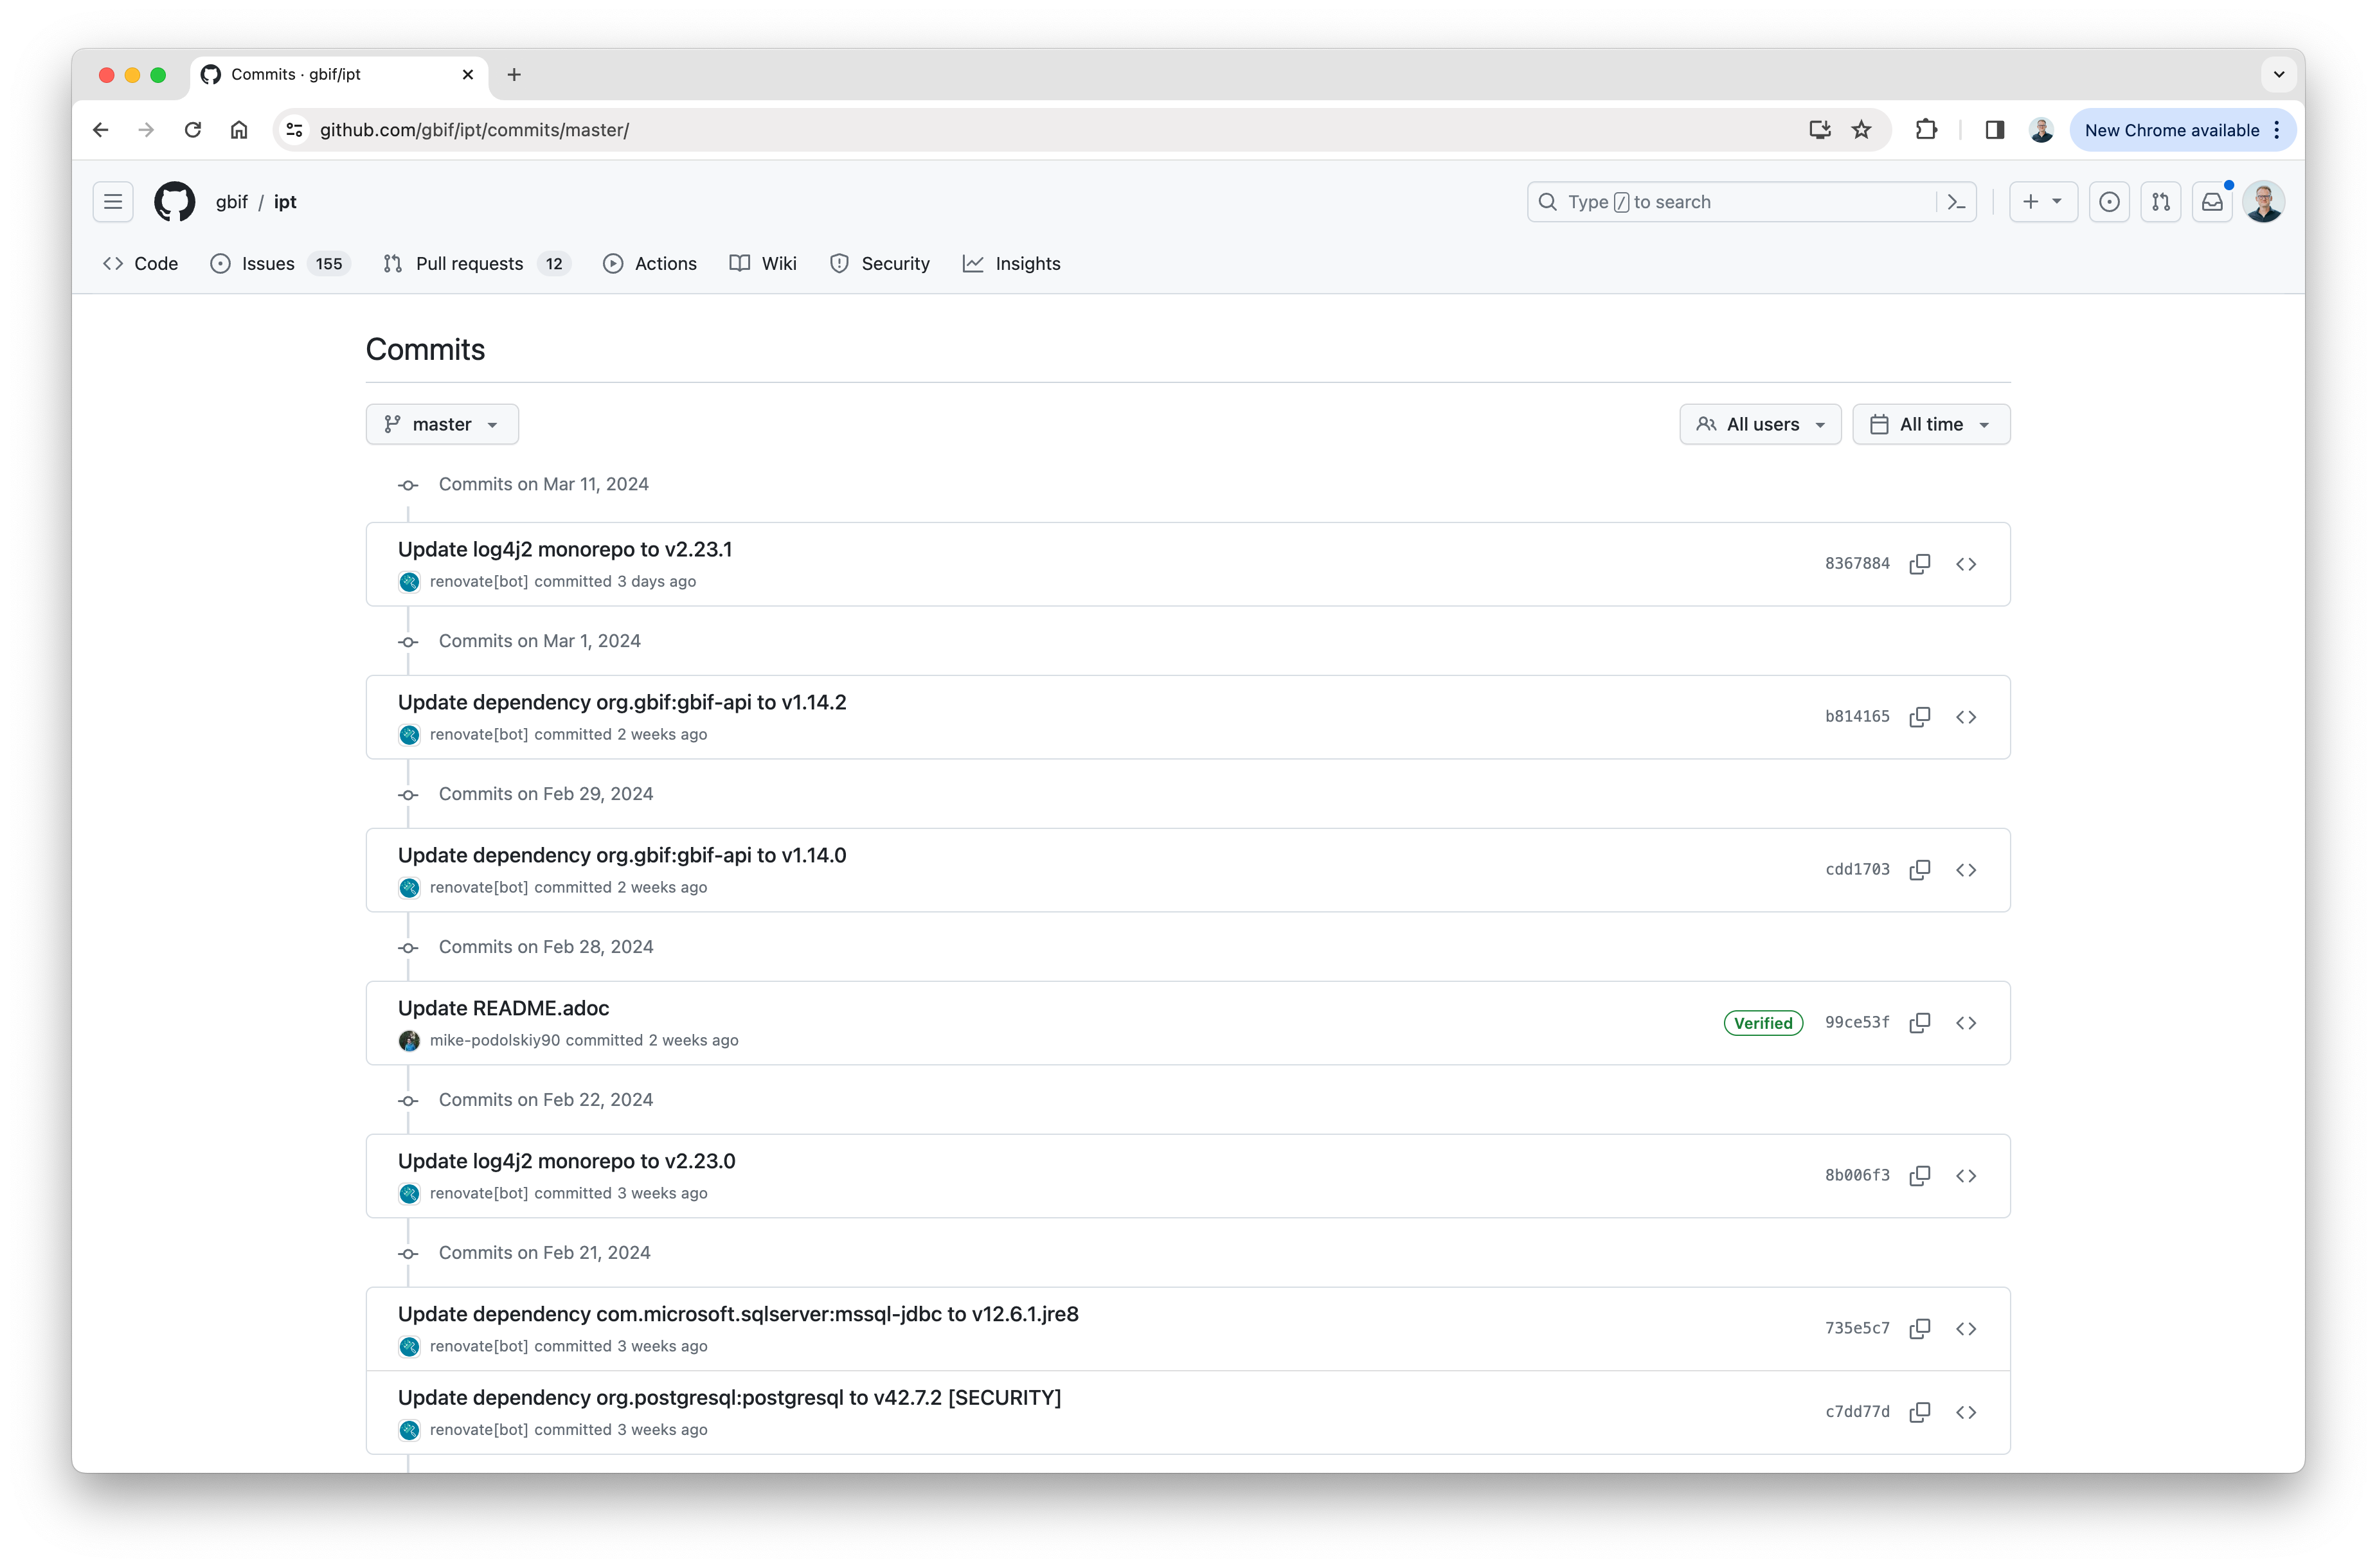 Commits · gbif/ipt
github.com/gbif/ipt/commits/master/
New Chrome available
gbif / ipt
Type / to search
Code
Issues 155
Pull requests 12
Actions
Wiki
Security
Insights
Commits
master
All users
All time
Commits on Mar 11, 2024
Update log4j2 monorepo to v2.23.1
8367884
renovate[bot] committed 3 days ago
Commits on Mar 1, 2024
Update dependency org.gbif:gbif-api to v1.14.2
b814165
renovate[bot] committed 2 weeks ago
Commits on Feb 29, 2024
Update dependency org.gbif:gbif-api to v1.14.0
cdd1703
renovate[bot] committed 2 weeks ago
Commits on Feb 28, 2024
Update README.adoc
Verified 99ce53f
mike-podolskiy90 committed 2 weeks ago
Commits on Feb 22, 2024
Update log4j2 monorepo to v2.23.0
8b006f3
renovate[bot] committed 3 weeks ago
Commits on Feb 21, 2024
Update dependency com.microsoft.sqlserver:mssql-jdbc to v12.6.1.jre8
735e5c7
renovate[bot] committed 3 weeks ago
Update dependency org.postgresql:postgresql to v42.7.2 [SECURITY]
c7dd77d
renovate[bot] committed 3 weeks ago